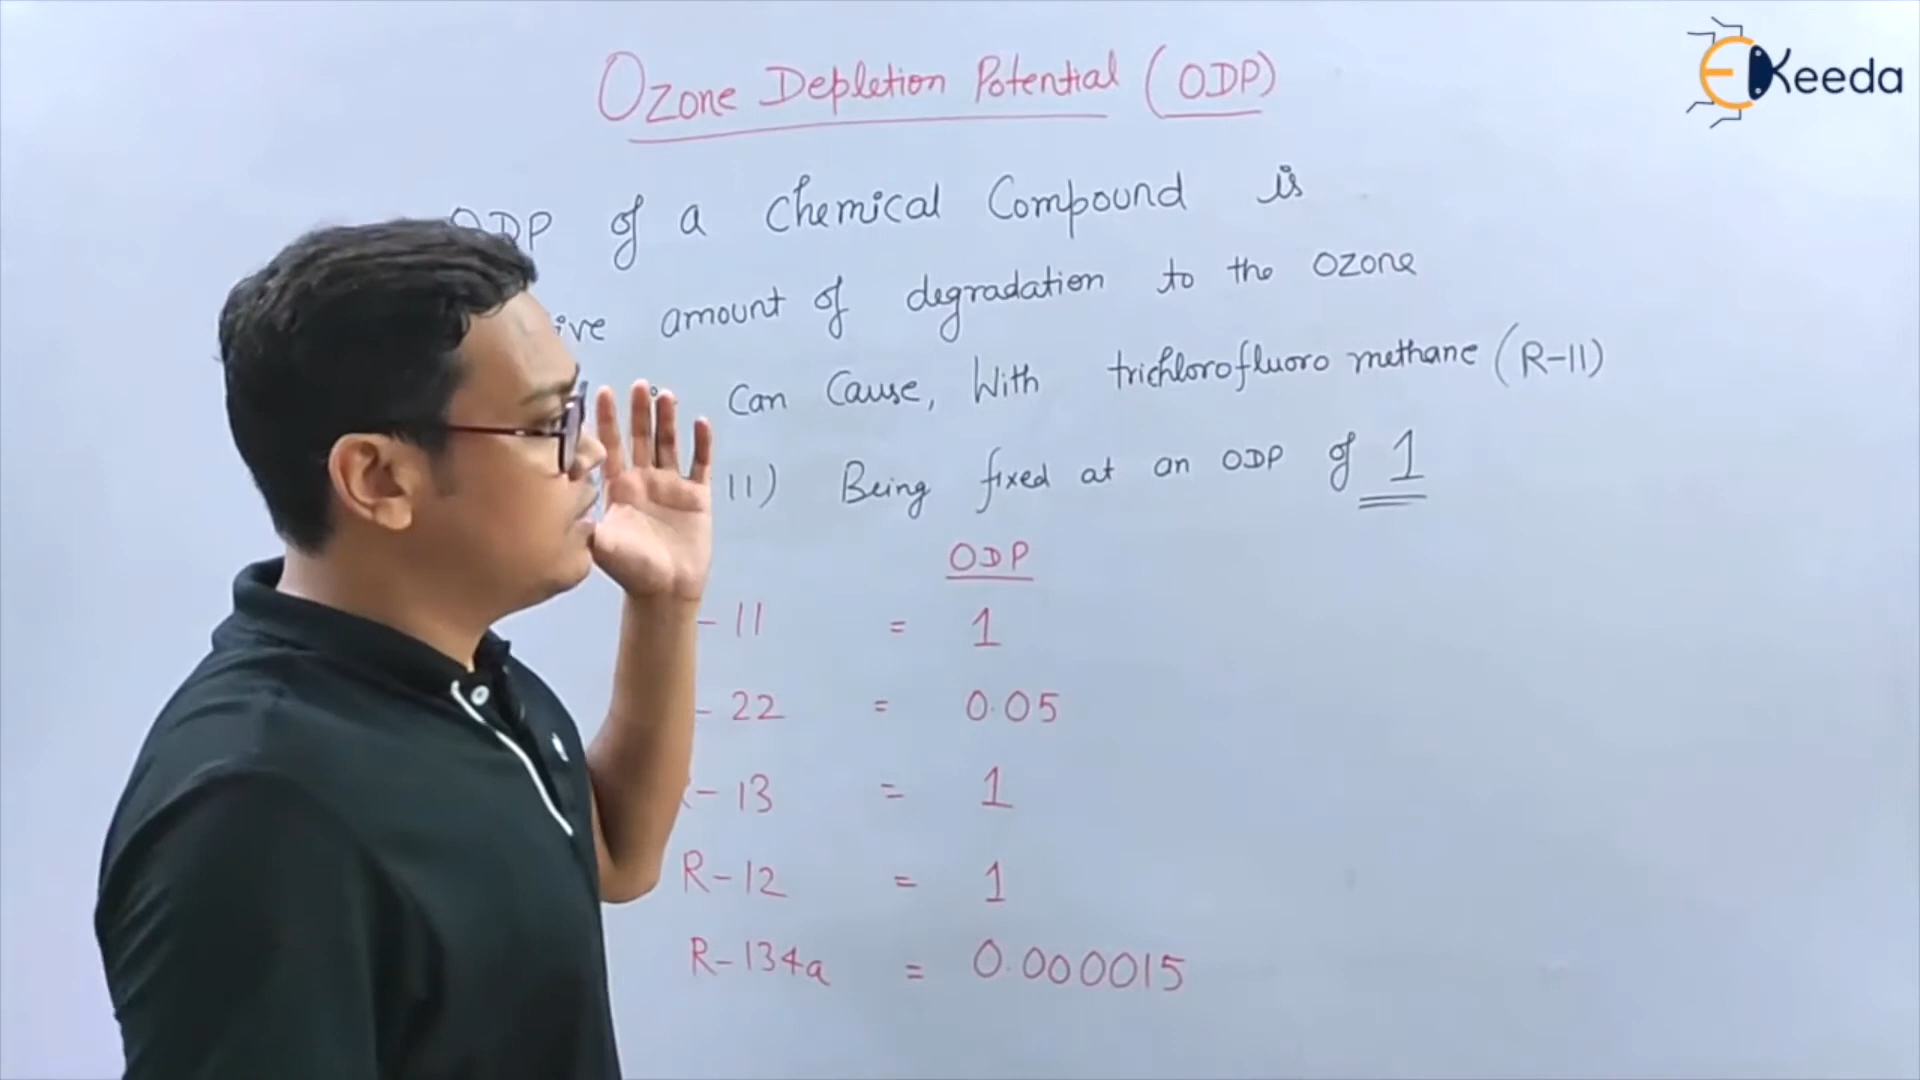 Ozone Depletion Potential (ODP)
EKeeda
ODP of a Chemical Compound is
amount of degradation to the ozone
Can Cause, With trichlorofluoro methane (R-11)
11) Being fixed at an ODP of 1
ODP
- 11 = 1
- 22 = 0.05
- 13 = 1
R-12 = 1
R-134a = 0.000015